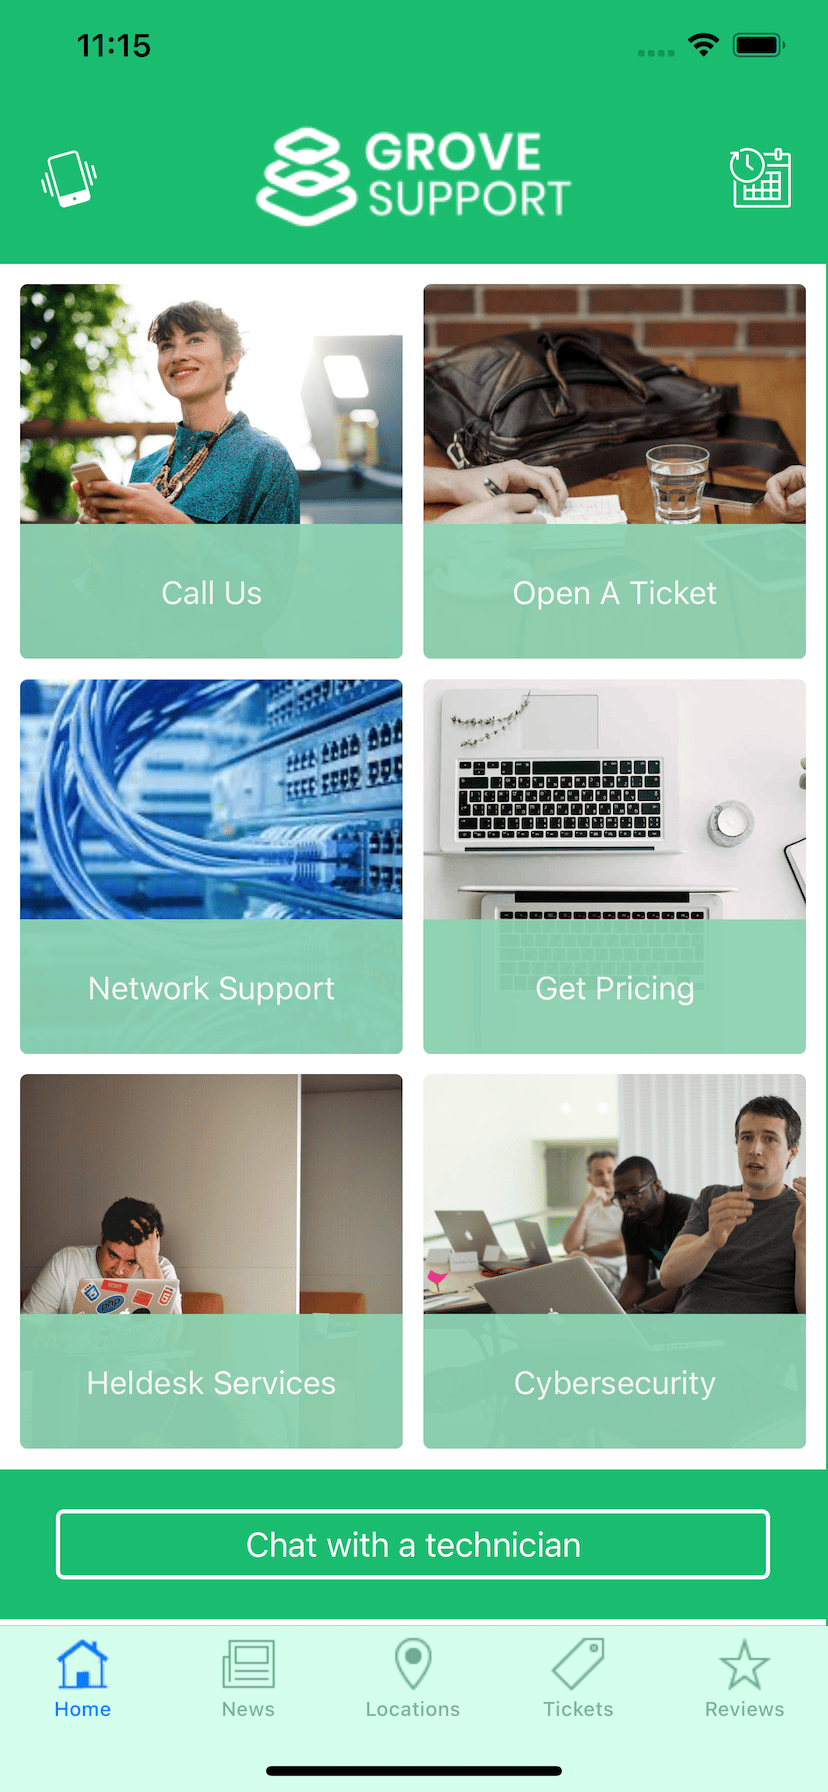 11:15
GROVE
SUPPORT
Call Us
Open A Ticket
Network Support
Get Pricing
php
Heldesk Services
Cybersecurity
Chat with a technician
Home
News
Locations
Tickets
Reviews